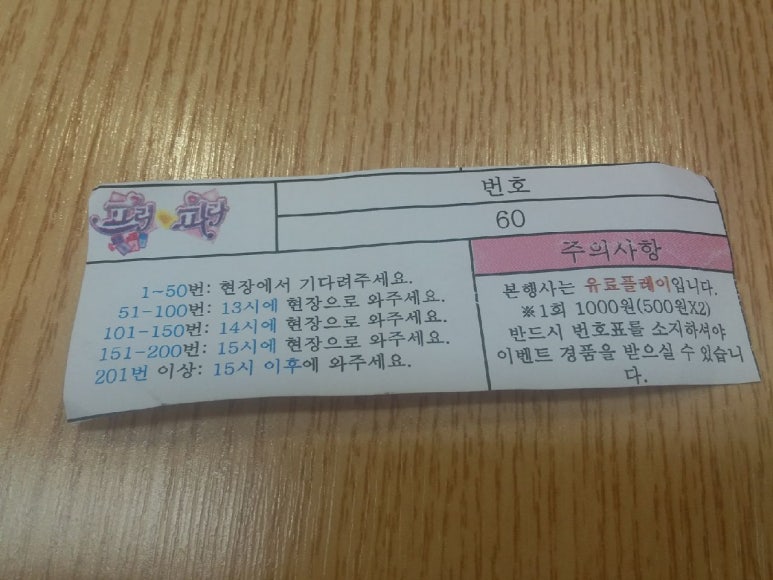 프리파라
번호
60
1~50번: 현장에서 기다려주세요.
51-100번: 13시에 현장으로 와주세요.
101-150번: 14시에 현장으로 와주세요.
151-200번: 15시에 현장으로 와주세요.
201번 이상: 15시 이후에 와주세요.
주의사항
본행사는 유료플레이입니다.
※1회 1000원(500원X2)
반드시 번호표를 소지하셔야
이벤트 경품을 받으실 수 있습니
다.